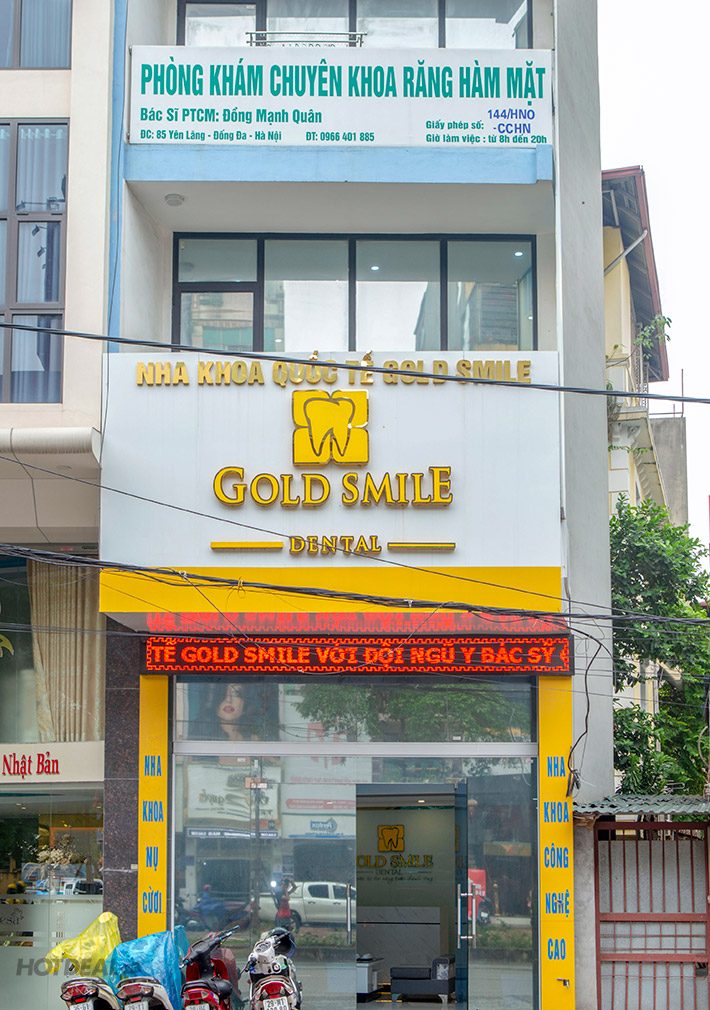 PHÒNG KHÁM CHUYÊN KHOA RĂNG HÀM MẶT
Bác Sĩ PTCM: Đồng Mạnh Quân
ĐC: 85 Yên Lãng - Đống Đa - Hà Nội ĐT: 0966 401 885
Giấy phép số: 144/HNO
-CCHN
Giờ làm việc : từ 8h đến 20h
NHA KHOA QUỐC TẾ GOLD SMILE
GOLD SMILE
DENTAL
TẾ GOLD SMILE VỚI ĐỘI NGŨ Y BÁC SỸ
Nhật Bản
NHA
KHOA
NỤ
CƯỜI
NHA
KHOA
CÔNG
NGHỆ
CAO
GOLD SMILE
DENTAL
HOTDEAL